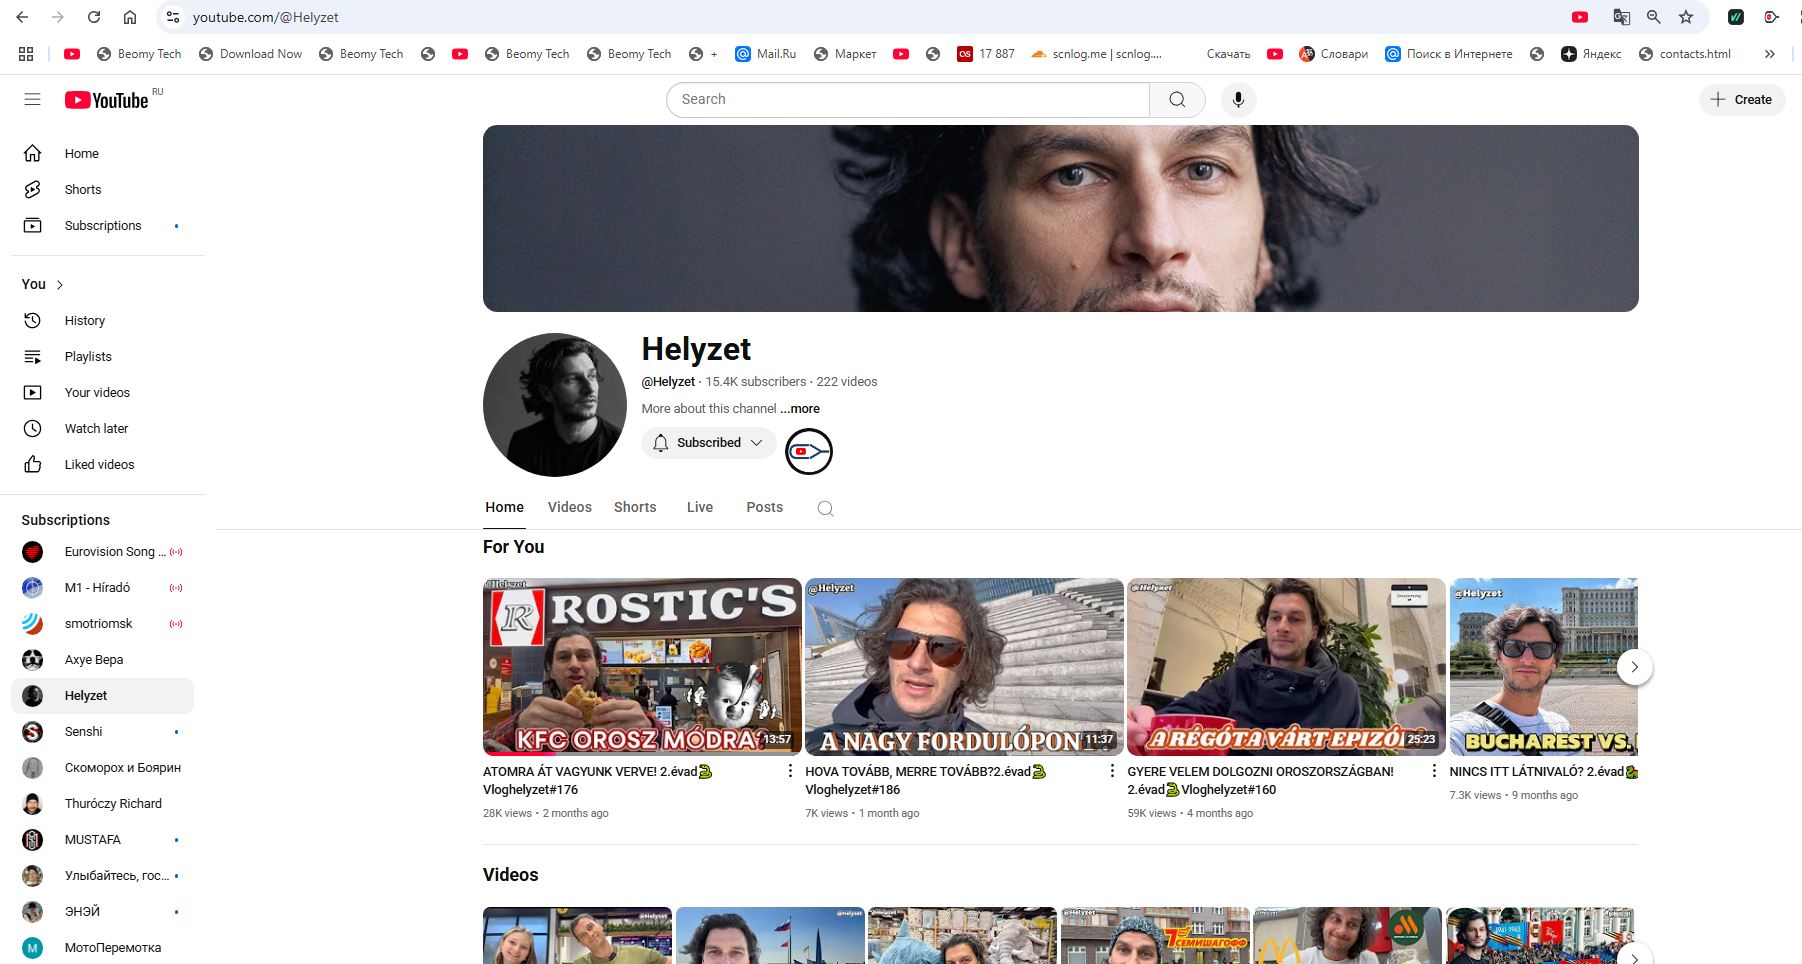 youtube.com/@Helyzet
Beomy Tech
Download Now
Beomy Tech
Beomy Tech
Beomy Tech
+
Mail.Ru
Маркет
17 887
scnlog.me | scnlog....
Скачать
Словари
Поиск в Интернете
Яндекс
contacts.html
YouTube RU
Search
Create
Home
Shorts
Subscriptions
You
History
Playlists
Your videos
Watch later
Liked videos
Subscriptions
Eurovision Song ...
M1 - Híradó
smotriomsk
Ахуе Вера
Helyzet
Senshi
Скоморох и Боярин
Thuróczy Richard
MUSTAFA
Улыбайтесь, гос...
ЭНЭЙ
М
МотоПеремотка
Helyzet
@Helyzet · 15.4K subscribers · 222 videos
More about this channel ...more
Subscribed
Home
Videos
Shorts
Live
Posts
For You
@Helyzet
R ROSTIC'S
KFC OROSZ MÓDRA?
13:57
ATOMRA ÁT VAGYUNK VERVE! 2.évad🐍
Vloghelyzet#176
28K views • 2 months ago
@Helyzet
A NAGY FORDULÓPON
11:37
HOVA TOVÁBB, MERRE TOVÁBB?2.évad🐍
Vloghelyzet#186
7K views • 1 month ago
@Helyzet
A RÉGÓTA VÁRT EPIZÓ
25:23
GYERE VELEM DOLGOZNI OROSZORSZÁGBAN!
2.évad🐍Vloghelyzet#160
59K views • 4 months ago
@Helyzet
BUCHAREST VS.
NINCS ITT LÁTNIVALÓ? 2.évad
7.3K views • 9 months ago
Videos
@Helyzet
@Helyzet
@Helyzet
@Helyzet
7СЕМИШАГОФФ
1941-1945